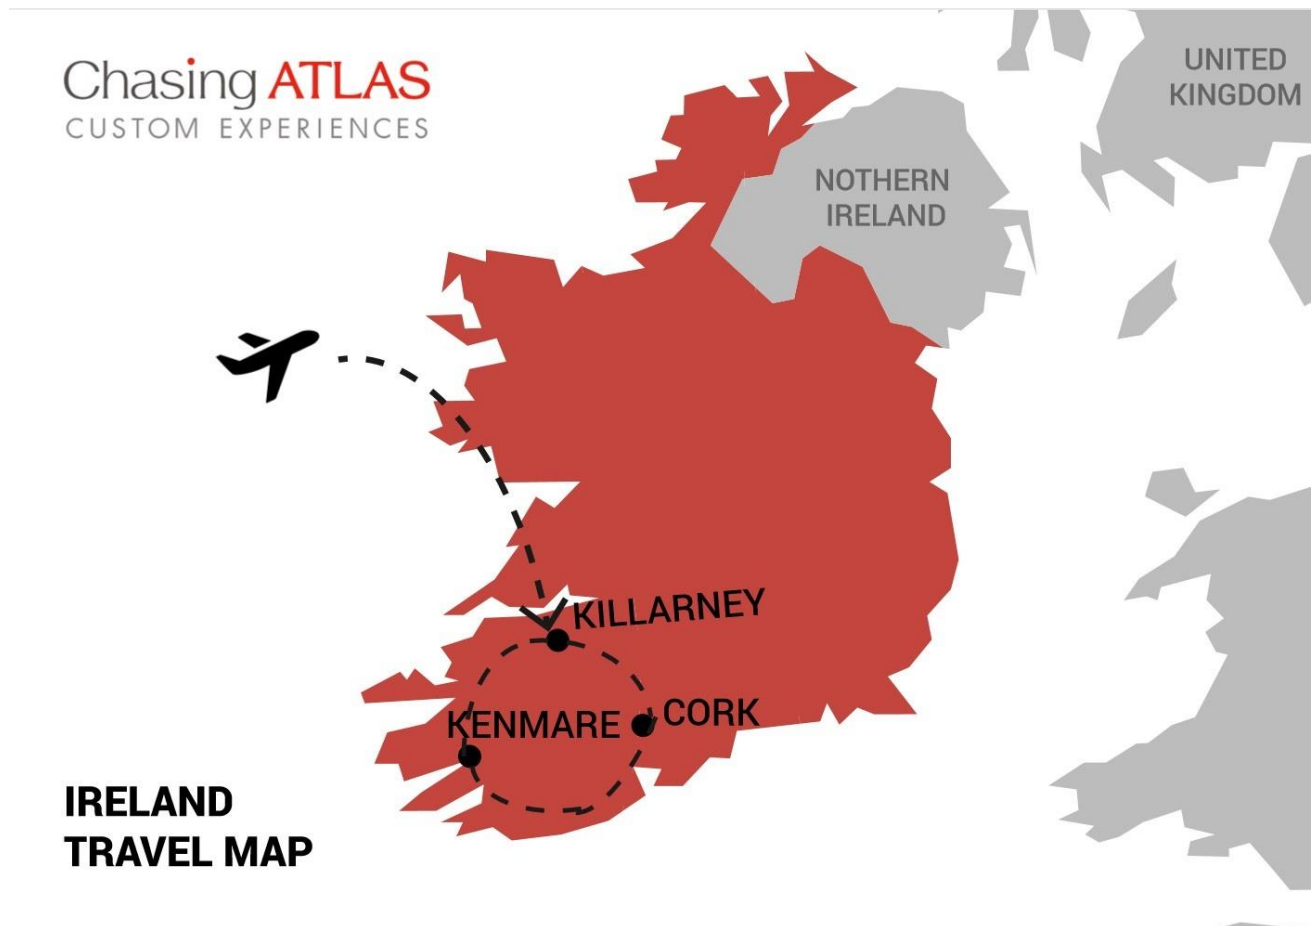 Chasing ATLAS
CUSTOM EXPERIENCES
UNITED
KINGDOM
NOTHERN
IRELAND
KILLARNEY
KENMARE
CORK
IRELAND
TRAVEL MAP